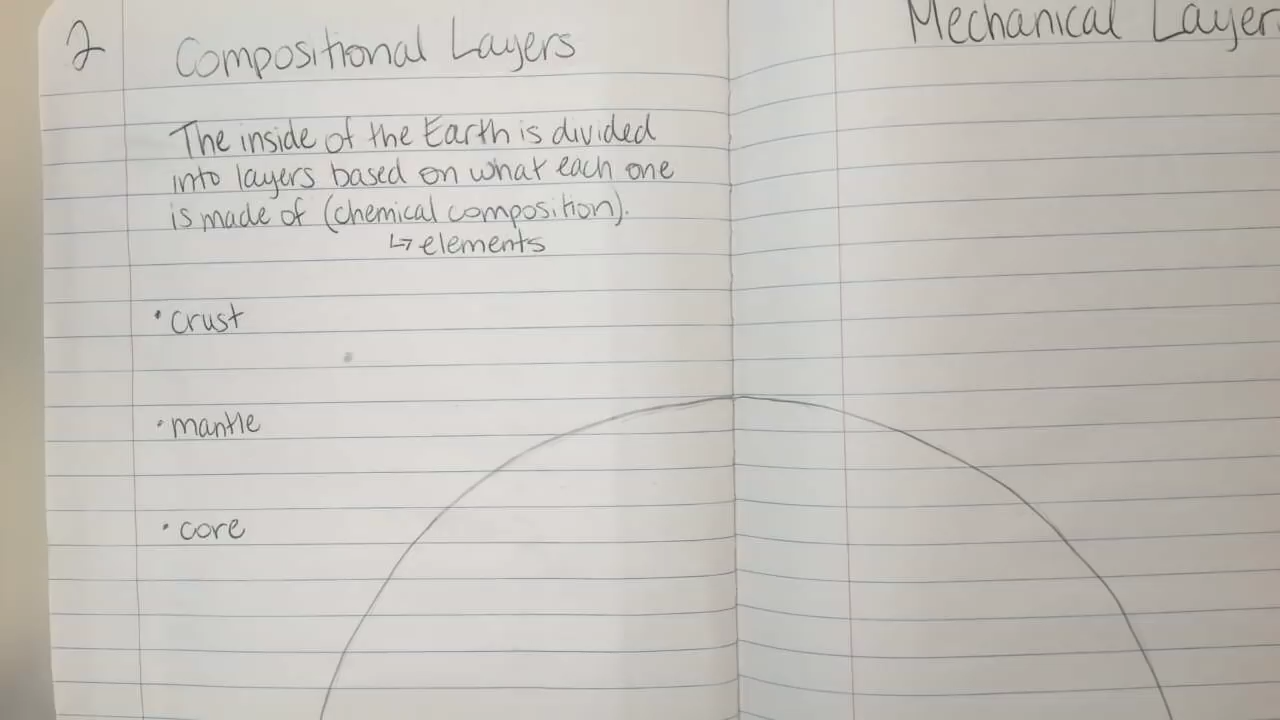 2
Compositional Layers
The inside of the Earth is divided
into layers based on what each one
is made of (chemical composition).
↳ elements
• crust
• mantle
• core
Mechanical Layer